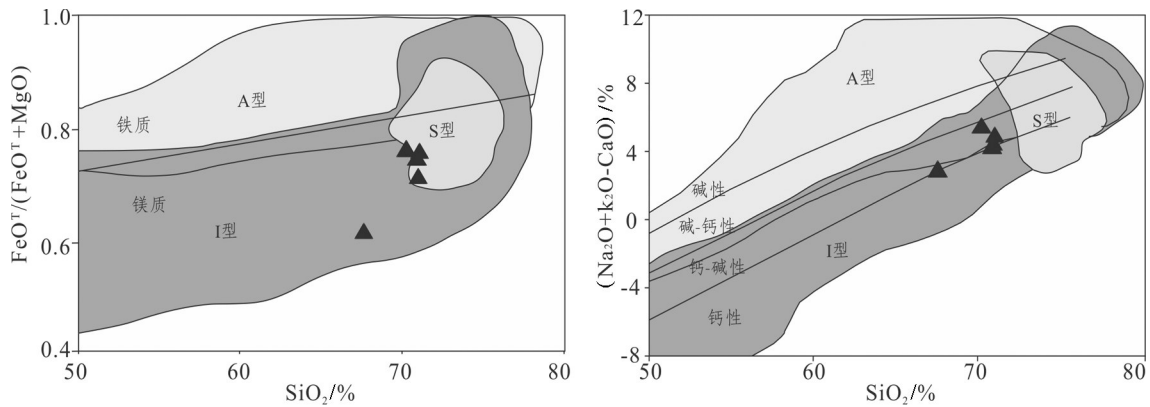 1.0
0.8
0.6
0.4
FeOᵀ/(FeOᵀ+MgO)
A型
铁质
S型
镁质
I型
50
60
70
80
SiO₂/%
12
8
4
0
-4
-8
(Na₂O+k₂O-CaO)/%
A型
S型
碱性
碱-钙性
I型
钙-碱性
钙性
50
60
70
80
SiO₂/%